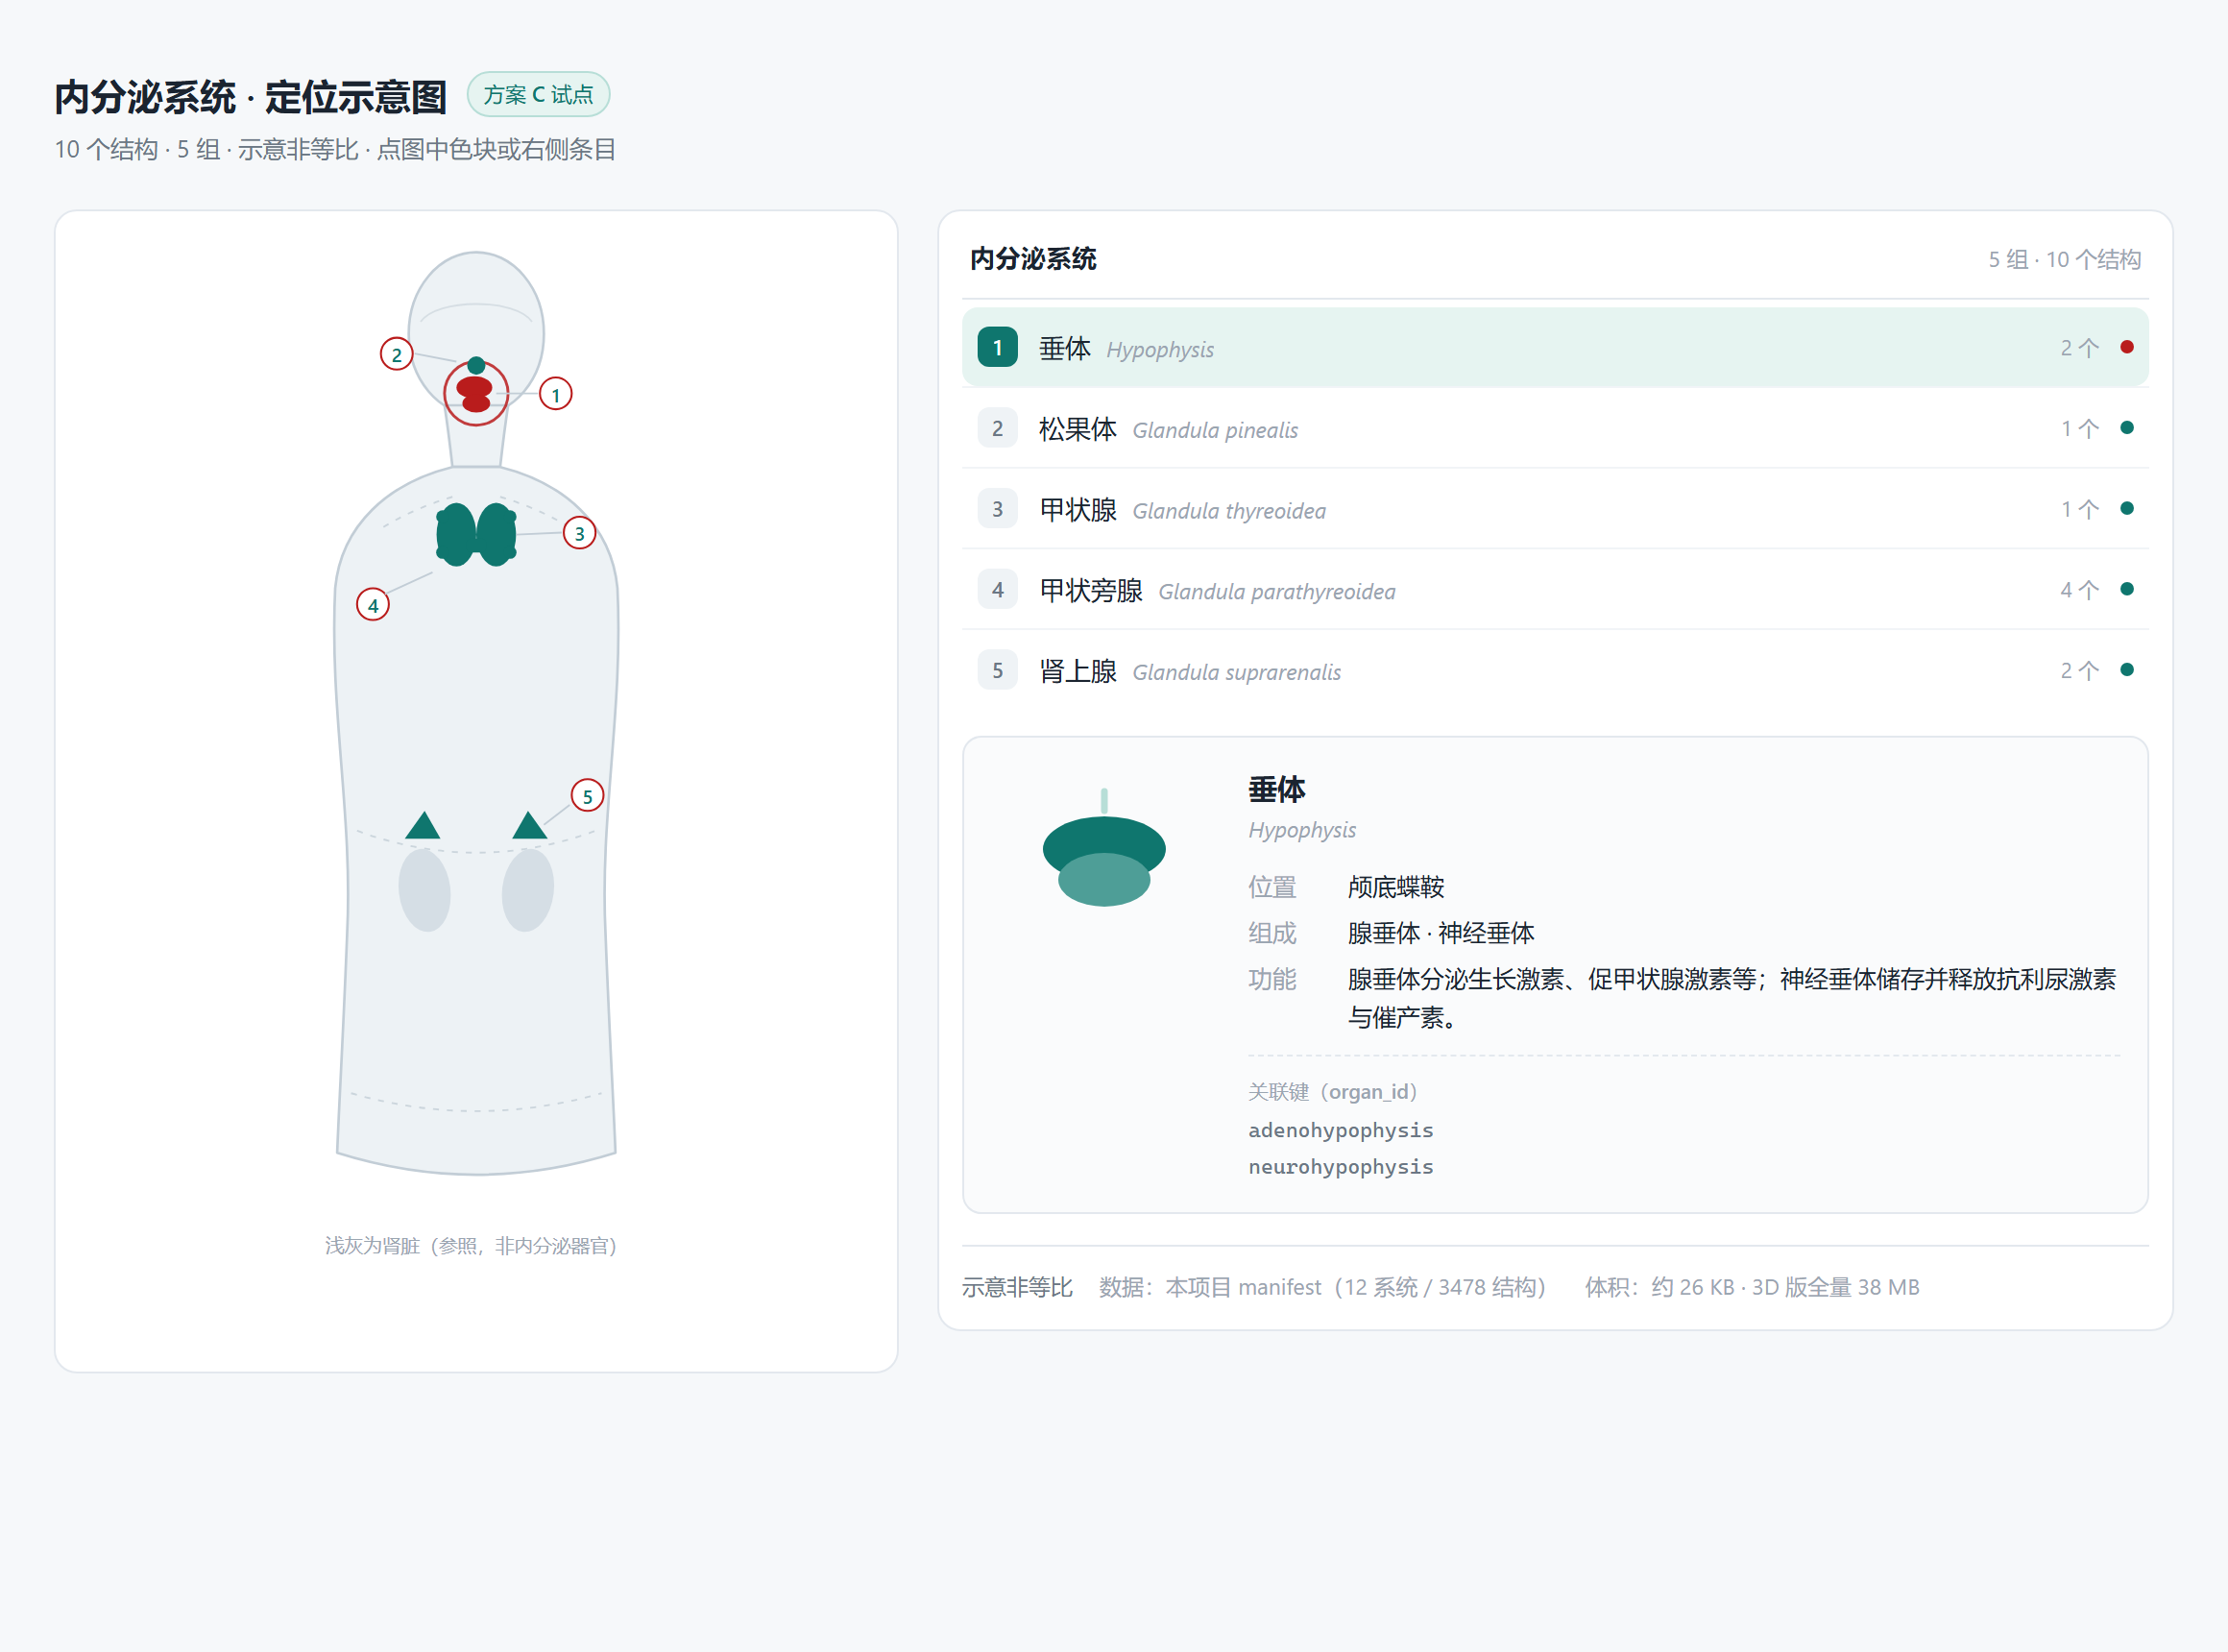 内分泌系统 · 定位示意图 方案 C 试点
10 个结构 · 5 组 · 示意非等比 · 点图中色块或右侧条目
2
1
3
4
5
浅灰为肾脏（参照，非内分泌器官）
内分泌系统 5 组 · 10 个结构
1 垂体 Hypophysis 2 个
2 松果体 Glandula pinealis 1 个
3 甲状腺 Glandula thyreoidea 1 个
4 甲状旁腺 Glandula parathyreoidea 4 个
5 肾上腺 Glandula suprarenalis 2 个
垂体
Hypophysis
位置 颅底蝶鞍
组成 腺垂体 · 神经垂体
功能 腺垂体分泌生长激素、促甲状腺激素等；神经垂体储存并释放抗利尿激素
与催产素。
关联键（organ_id）
adenohypophysis
neurohypophysis
示意非等比 数据：本项目 manifest（12 系统 / 3478 结构） 体积：约 26 KB · 3D 版全量 38 MB